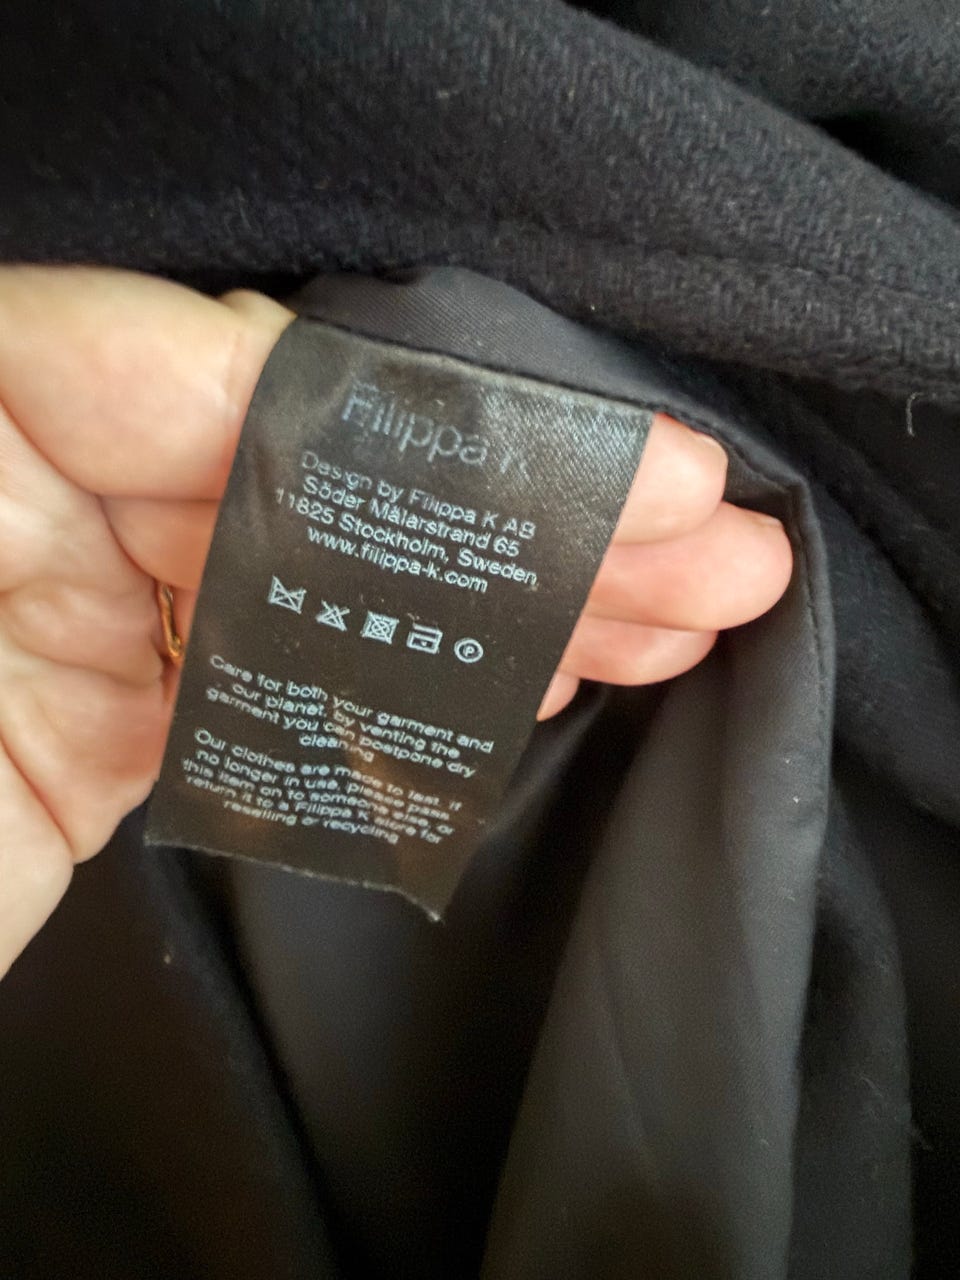 Filippa K
Design by Filippa K AB
Söder Mälarstrand 65
11825 Stockholm, Sweden
www.filippa-k.com
P
Care for both your garment and
our planet, by venting the
garment you can postpone dry
cleaning
Our clothes are made to last. If
no longer in use, please pass
this item on to someone else, or
return it to a Filippa K store for
reselling or recycling